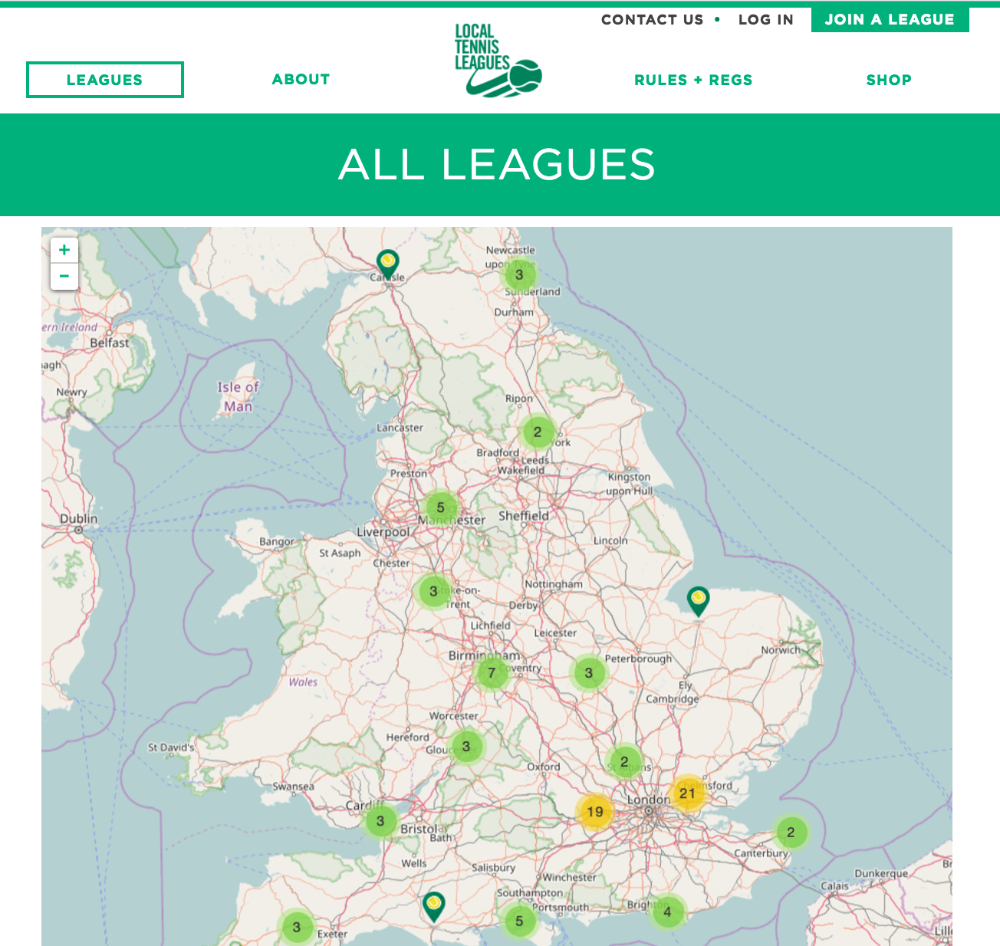 CONTACT US • LOG IN JOIN A LEAGUE
LOCAL
TENNIS
LEAGUES
LEAGUES ABOUT RULES + REGS SHOP
ALL LEAGUES
+
−
Newcastle
upon Tyne
3
Carlisle
Sunderland
Durham
ern Ireland
Belfast
agh
Newry
Isle of
Man
Ripon
Lancaster
2
York
Bradford
Leeds
Wakefield
Preston
Kingston
upon Hull
5
Manchester
Sheffield
Dublin
Liverpool
Bangor
St Asaph
Lincoln
Chester
3
Stoke-on-
Trent
Nottingham
Derby
Lichfield
Leicester
Birmingham
Peterborough
Norwich
7
Coventry
3
Wales
Ely
Cambridge
Worcester
Hereford
3
St David's
2
Oxford
St Albans
Swansea
21
Chelmsford
London
Cardiff
19
3
Bristol
Bath
2
Canterbury
Wells
Salisbury
Winchester
Dunkerque
Br
Calais
Southampton
Portsmouth
Brighton
4
5
3
Exeter
Lill